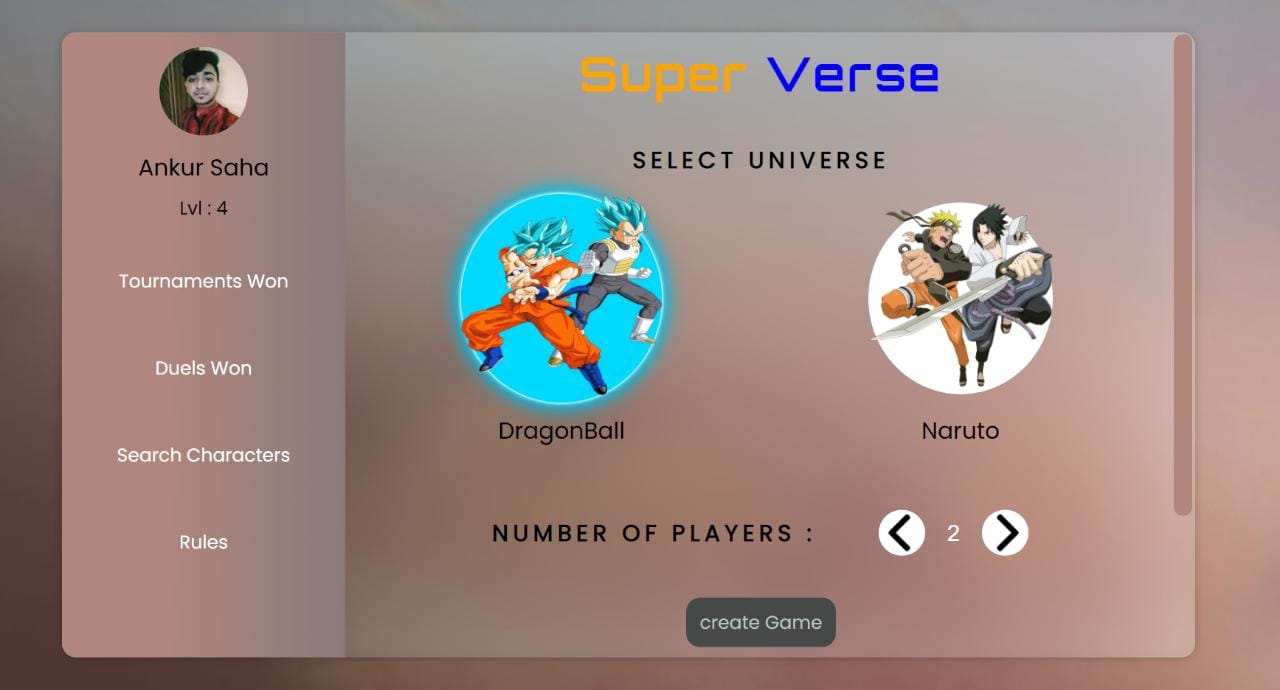 Ankur Saha
Lvl : 4
Tournaments Won
Duels Won
Search Characters
Rules
Super Verse
SELECT UNIVERSE
DragonBall
Naruto
NUMBER OF PLAYERS :
2
create Game